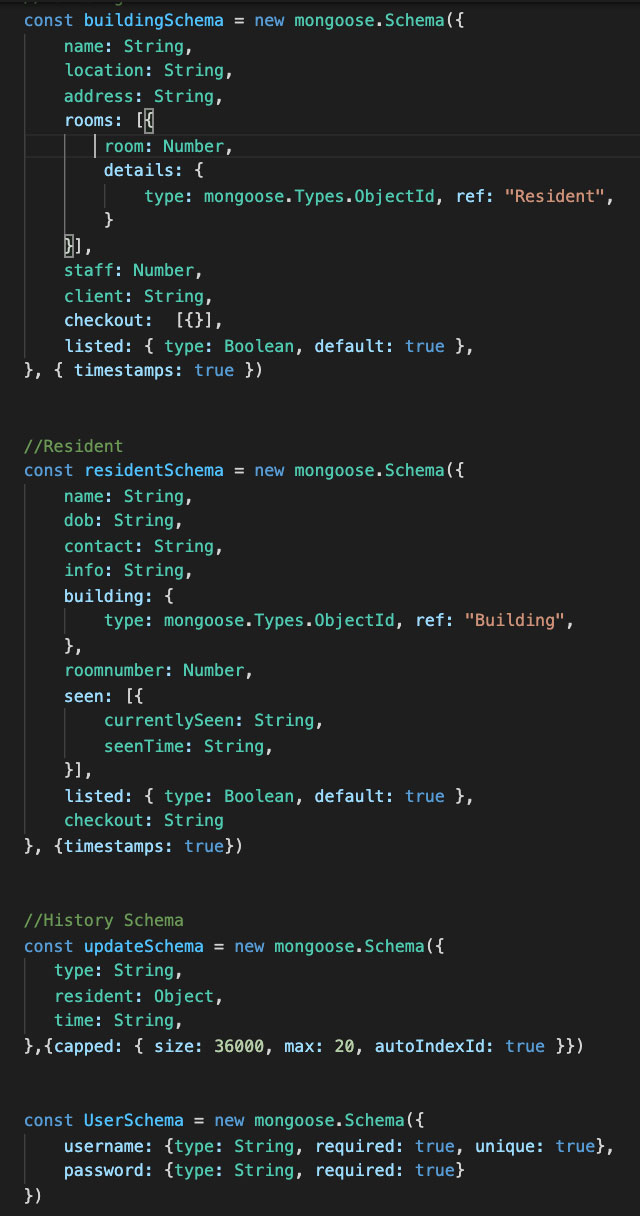 const buildingSchema = new mongoose.Schema({
    name: String,
    location: String,
    address: String,
    rooms: [{
        room: Number,
        details: {
            type: mongoose.Types.ObjectId, ref: "Resident",
        }
    }],
    staff: Number,
    client: String,
    checkout:  [{}],
    listed: { type: Boolean, default: true },
}, { timestamps: true })
//Resident
const residentSchema = new mongoose.Schema({
    name: String,
    dob: String,
    contact: String,
    info: String,
    building: {
        type: mongoose.Types.ObjectId, ref: "Building",
    },
    roomnumber: Number,
    seen: [{
        currentlySeen: String,
        seenTime: String,
    }],
    listed: { type: Boolean, default: true },
    checkout: String
}, {timestamps: true})
//History Schema
const updateSchema = new mongoose.Schema({
   type: String,
   resident: Object,
   time: String,
},{capped: { size: 36000, max: 20, autoIndexId: true }})
const UserSchema = new mongoose.Schema({
    username: {type: String, required: true, unique: true},
    password: {type: String, required: true}
})